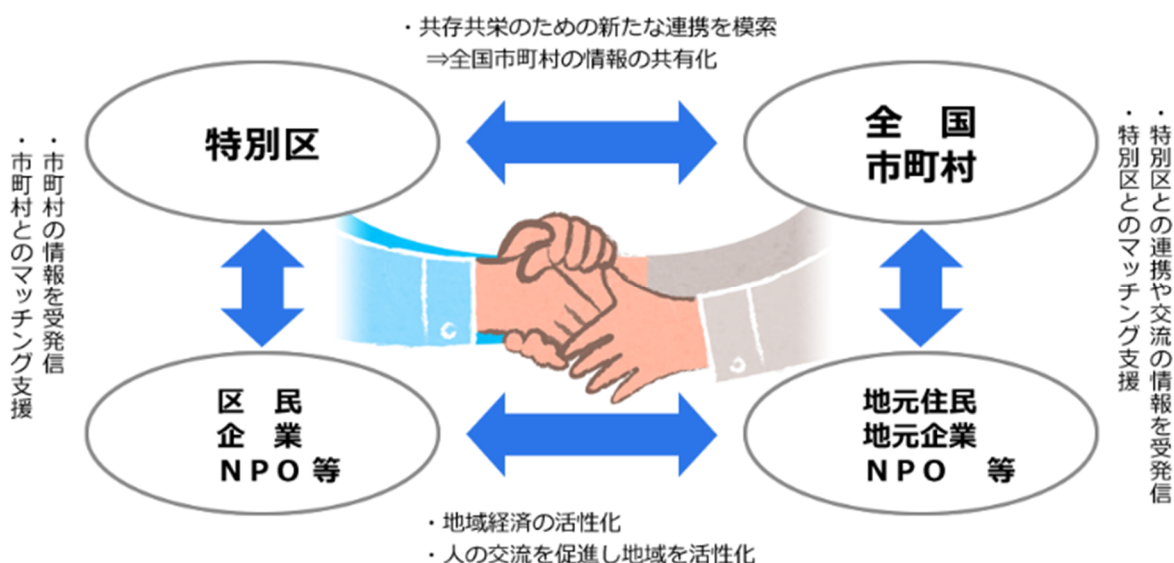 ・共存共栄のための新たな連携を模索
⇒全国市町村の情報の共有化
特別区
全　国
市町村
・市町村の情報を受発信
・市町村とのマッチング支援
・特別区との連携や交流の情報を受発信
・特別区とのマッチング支援
区　民
企　業
ＮＰＯ 等
地元住民
地元企業
ＮＰＯ　等
・地域経済の活性化
・人の交流を促進し地域を活性化